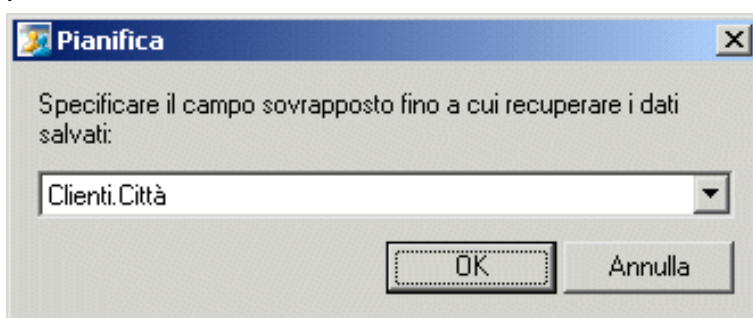 Pianifica
Specificare il campo sovrapposto fino a cui recuperare i dati
salvati:
Clienti.Città
OK Annulla